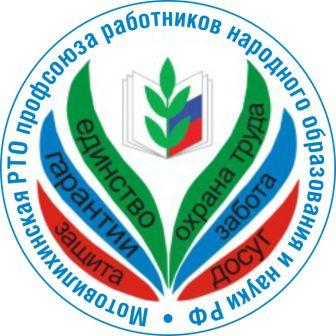 Мотовилихинская РТО профсоюза работников народного образования и науки РФ •
единство
гарантии
защита
охрана труда
забота
досуг